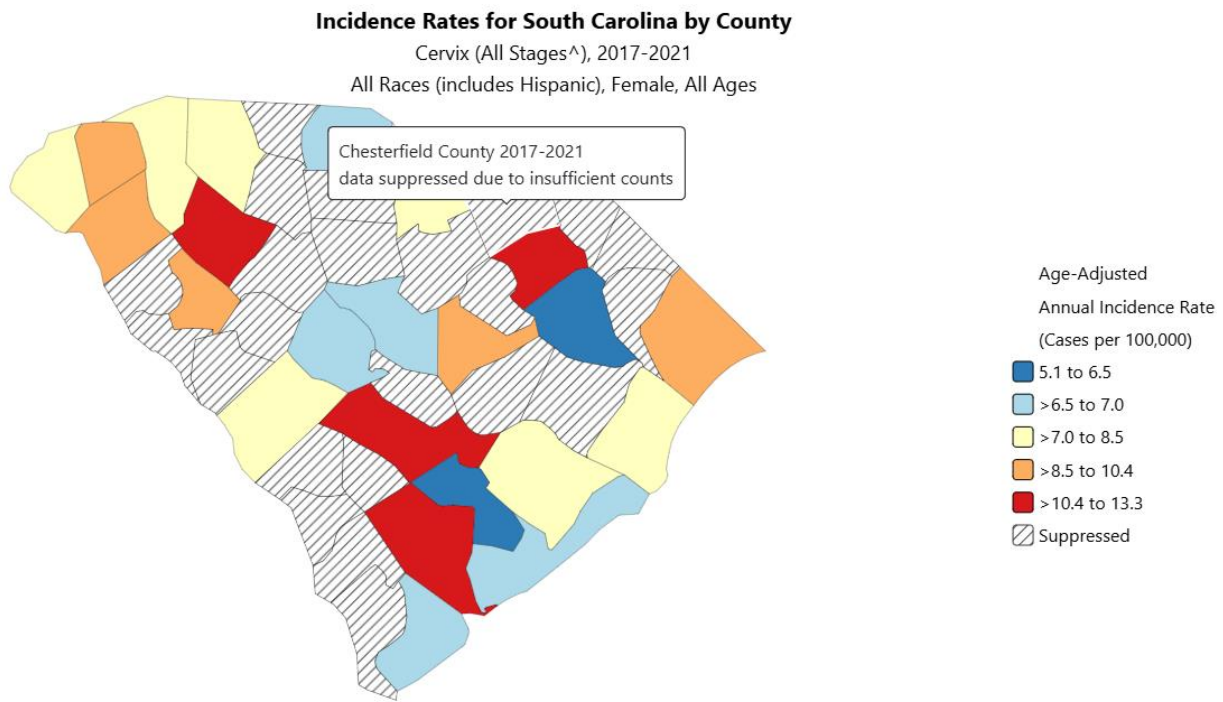 Incidence Rates for South Carolina by County
Cervix (All Stages^), 2017-2021
All Races (includes Hispanic), Female, All Ages
Chesterfield County 2017-2021
data suppressed due to insufficient counts
Age-Adjusted
Annual Incidence Rate
(Cases per 100,000)
5.1 to 6.5
>6.5 to 7.0
>7.0 to 8.5
>8.5 to 10.4
>10.4 to 13.3
Suppressed